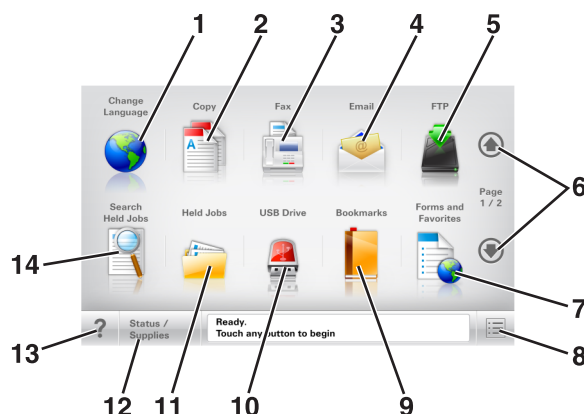 1 2 3 4 5
Change Language
Copy
Fax
Email
FTP
A
@
6
Page
1 / 2
Search Held Jobs
Held Jobs
USB Drive
Bookmarks
Forms and Favorites
14
7
?
Status / Supplies
Ready.
Touch any button to begin
13
12
11
10
9
8